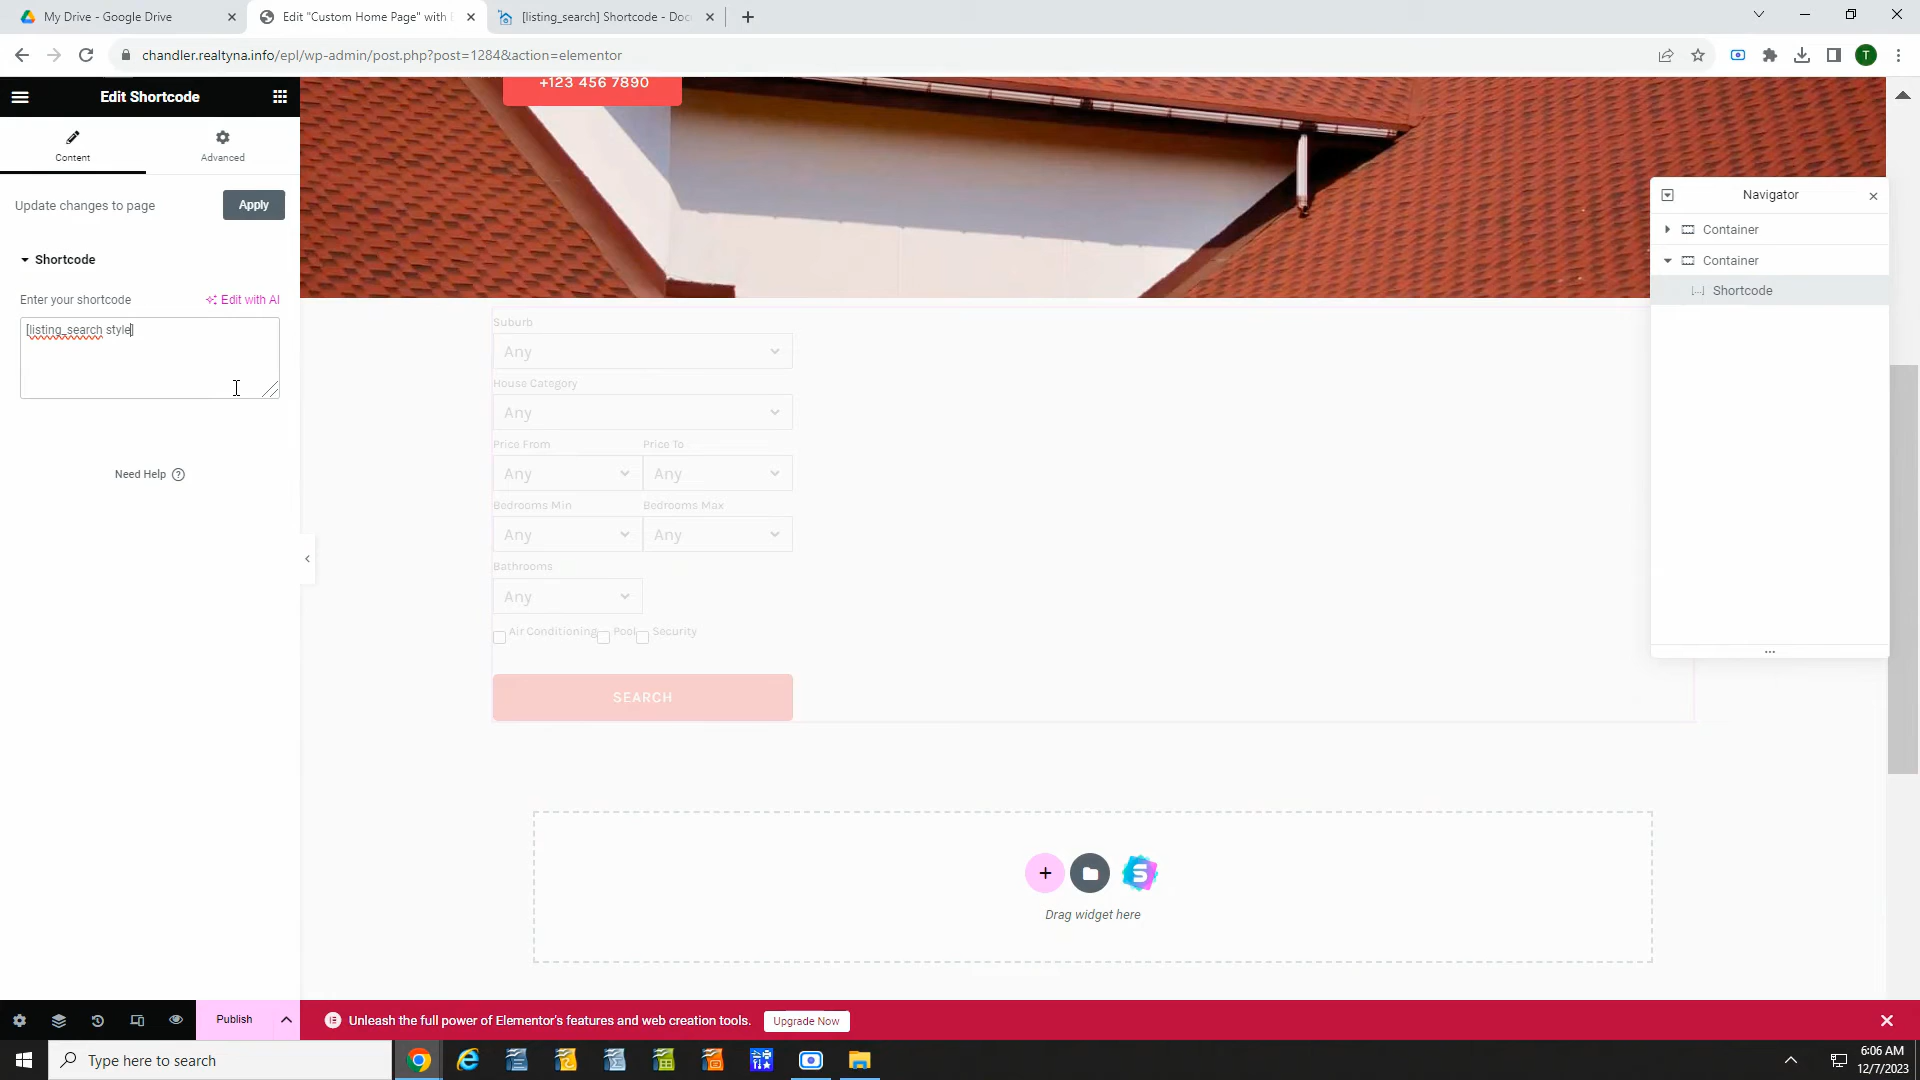 My Drive - Google Drive
Edit "Custom Home Page" with E
[listing_search] Shortcode - Doc
chandler.realtyna.info/epl/wp-admin/post.php?post=1284&action=elementor
T
Edit Shortcode
+123 456 7890
Content
Advanced
Update changes to page
Apply
Shortcode
Enter your shortcode
Edit with AI
[listing_search style]
Need Help
Navigator
Container
Container
Shortcode
Suburb
Any
House Category
Any
Price From
Price To
Any
Any
Bedrooms Min
Bedrooms Max
Any
Any
Bathrooms
Any
Air Conditioning
Pool
Security
SEARCH
Drag widget here
Publish
Unleash the full power of Elementor's features and web creation tools.
Upgrade Now
Type here to search
6:06 AM
12/7/2023